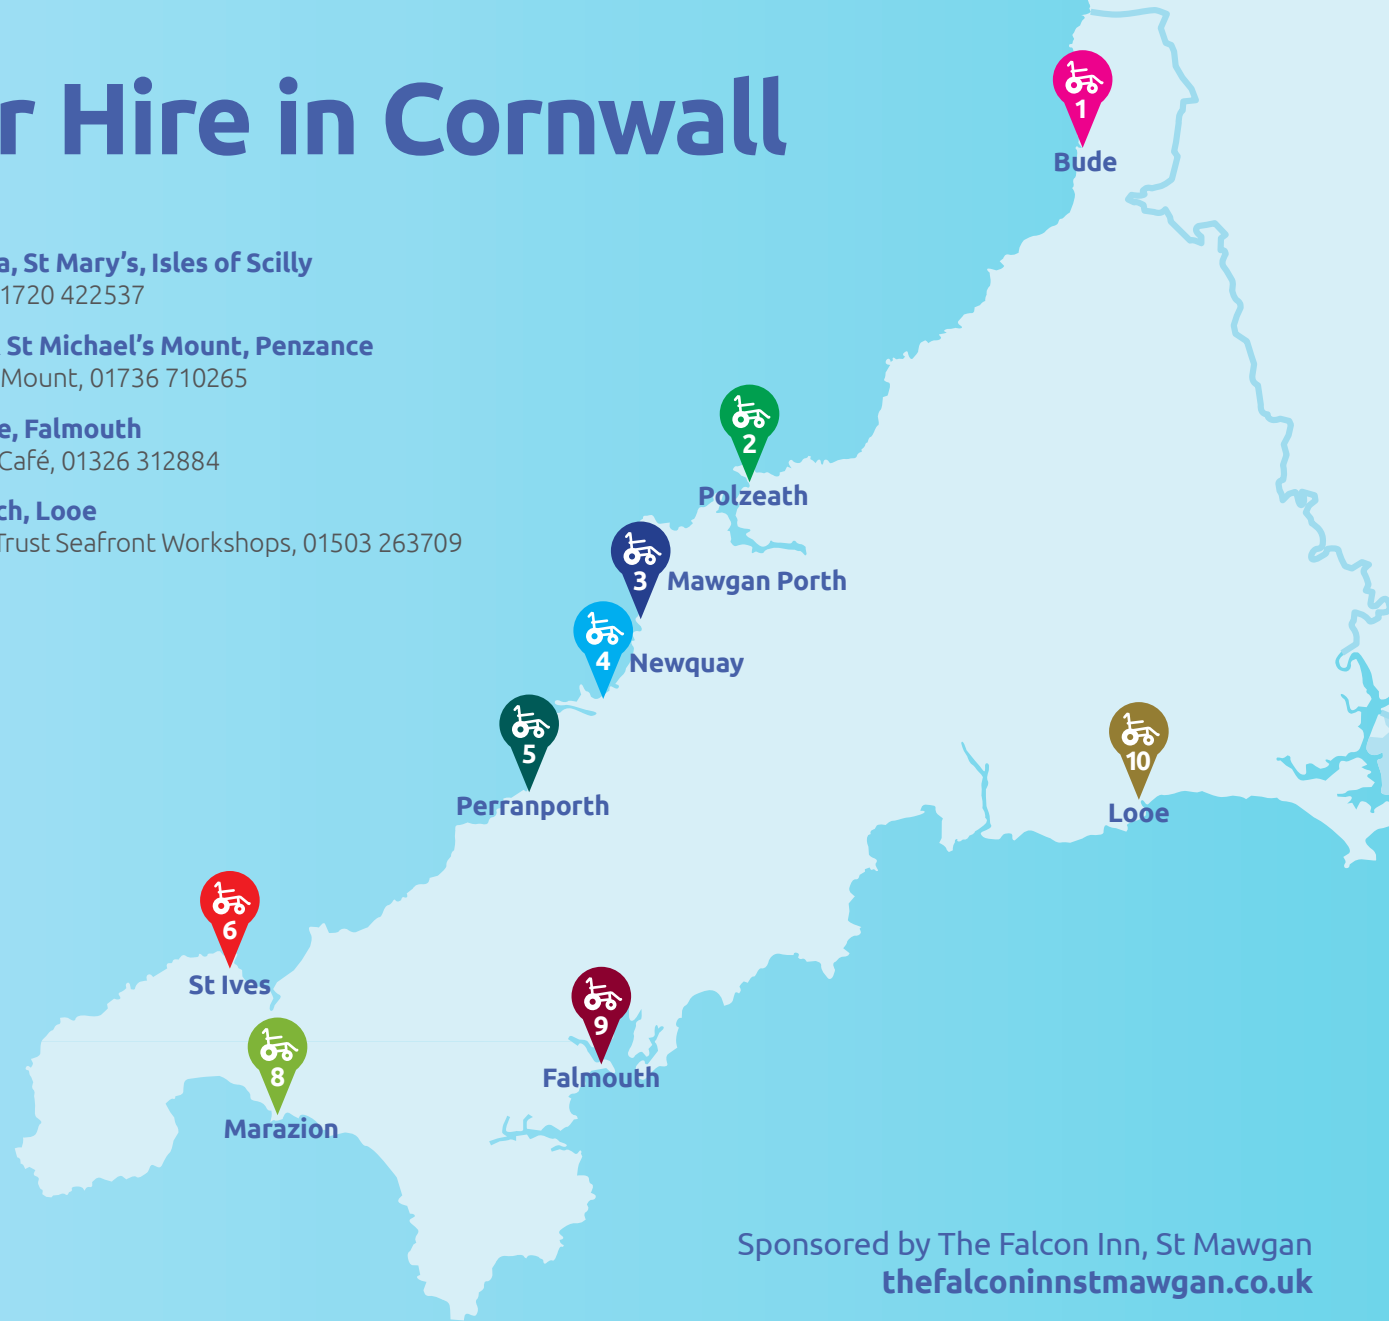 r Hire in Cornwall
a, St Mary’s, Isles of Scilly
1720 422537
St Michael’s Mount, Penzance
Mount, 01736 710265
e, Falmouth
Café, 01326 312884
ch, Looe
Trust Seafront Workshops, 01503 263709
1
Bude
2
Polzeath
3
Mawgan Porth
4
Newquay
5
Perranporth
10
Looe
6
St Ives
9
Falmouth
8
Marazion
Sponsored by The Falcon Inn, St Mawgan
thefalconinnstmawgan.co.uk